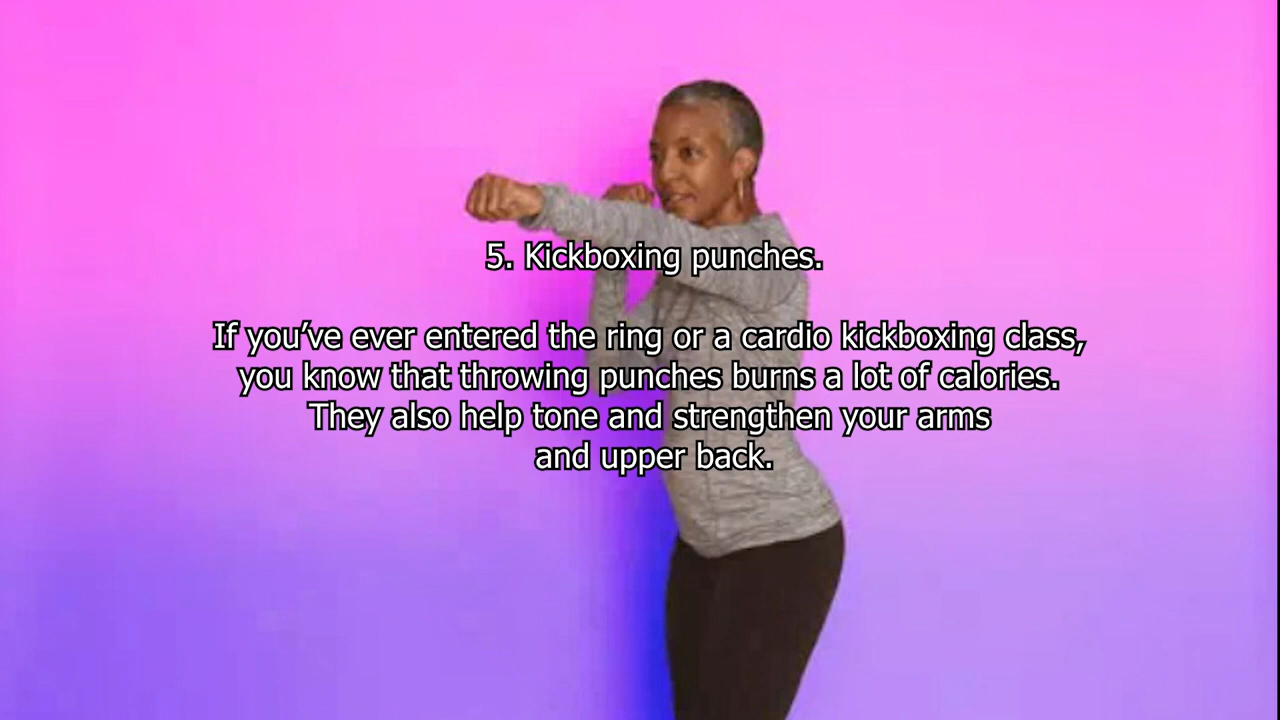 5. Kickboxing punches.
If you’ve ever entered the ring or a cardio kickboxing class,
you know that throwing punches burns a lot of calories.
They also help tone and strengthen your arms
and upper back.